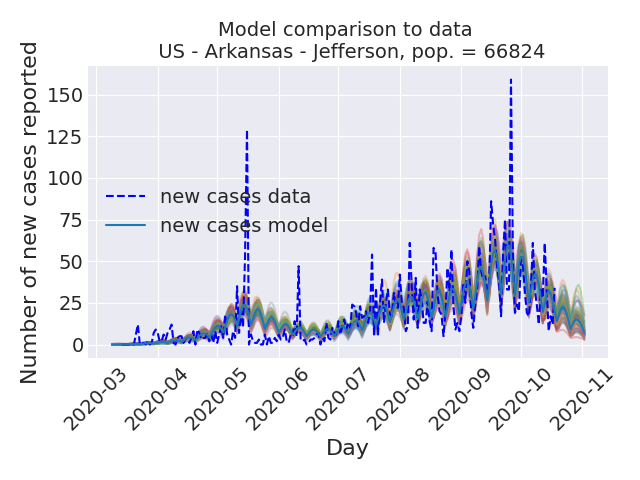 Model comparison to data
US - Arkansas - Jefferson, pop. = 66824
Number of new cases reported
150
125
100
75
50
25
0
new cases data
new cases model
2020-03
2020-04
2020-05
2020-06
2020-07
2020-08
2020-09
2020-10
2020-11
Day